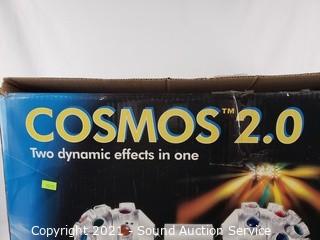 COSMOS™ 2.0
Two dynamic effects in one
Copyright 2021 - Sound Auction Service